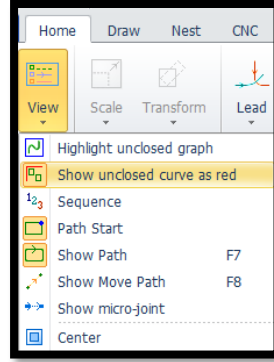 Home Draw Nest CNC
View Scale Transform Lead
Highlight unclosed graph
Show unclosed curve as red
123 Sequence
Path Start
Show Path F7
Show Move Path F8
Show micro-joint
Center